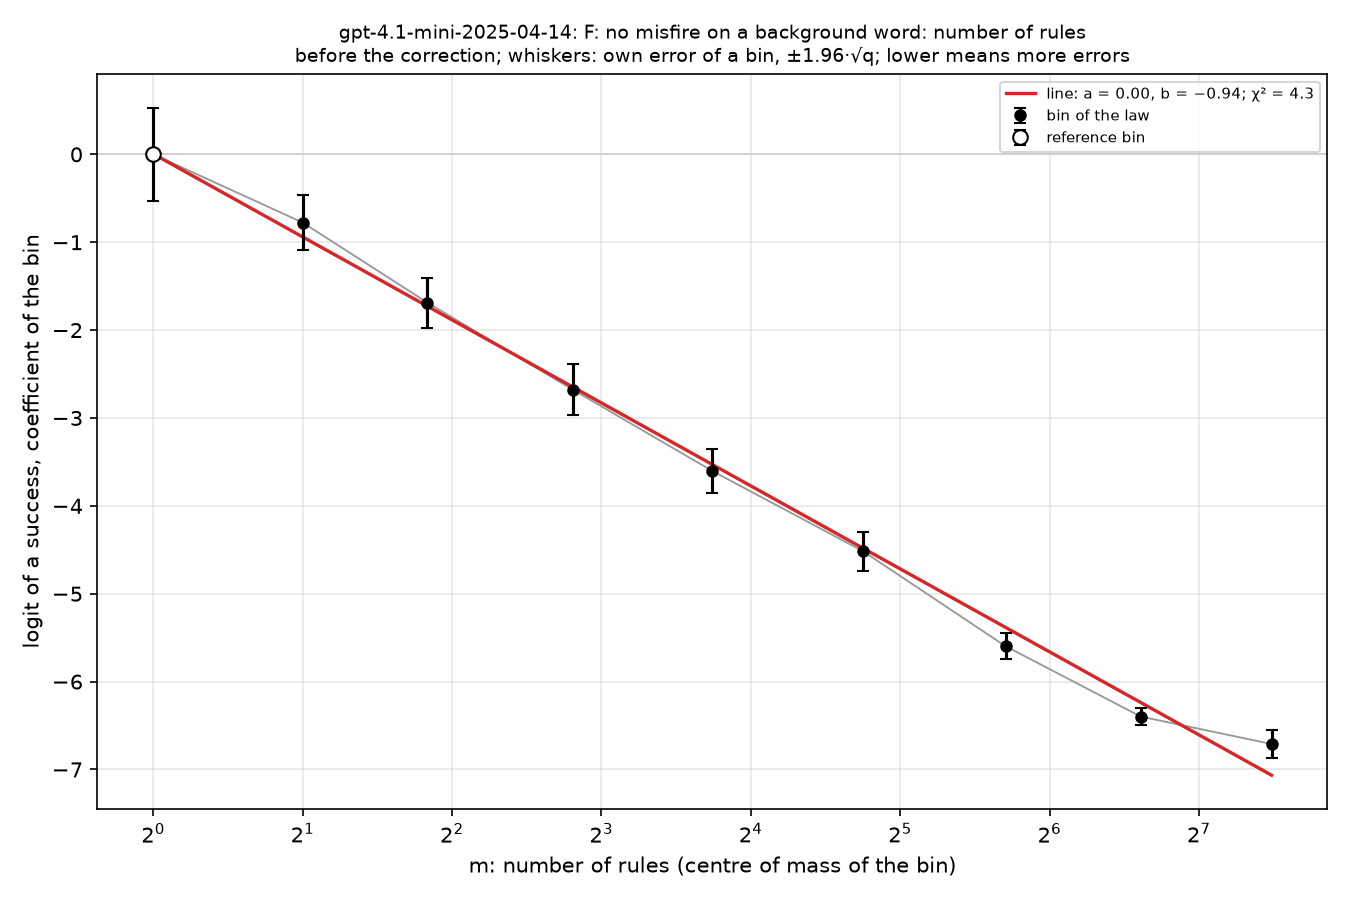 gpt-4.1-mini-2025-04-14: F: no misfire on a background word: number of rules
before the correction; whiskers: own error of a bin, ±1.96·√q; lower means more errors
line: a = 0.00, b = −0.94; χ² = 4.3
bin of the law
reference bin
logit of a success, coefficient of the bin
0
−1
−2
−3
−4
−5
−6
−7
2⁰ 2¹ 2² 2³ 2⁴ 2⁵ 2⁶ 2⁷
m: number of rules (centre of mass of the bin)